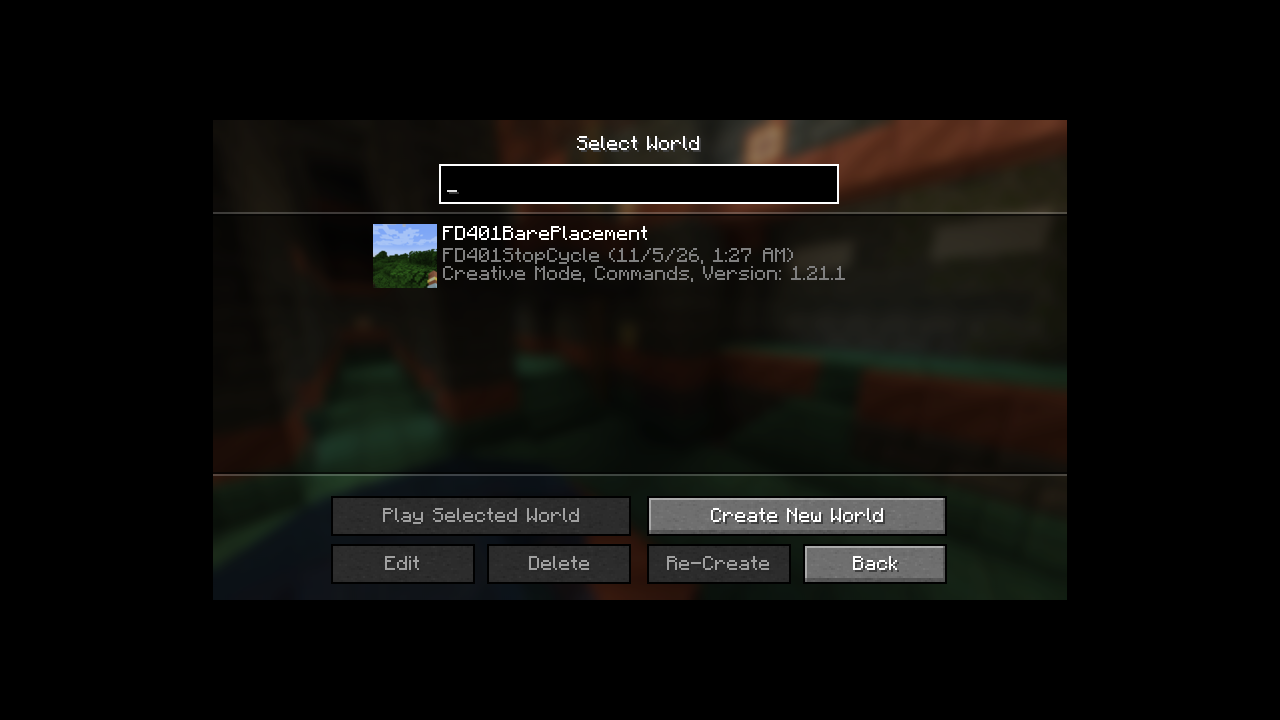 Select World
_
FD401BarePlacement
FD401StopCycle (11/5/26, 1:27 AM)
Creative Mode, Commands, Version: 1.21.1
Play Selected World
Create New World
Edit
Delete
Re-Create
Back